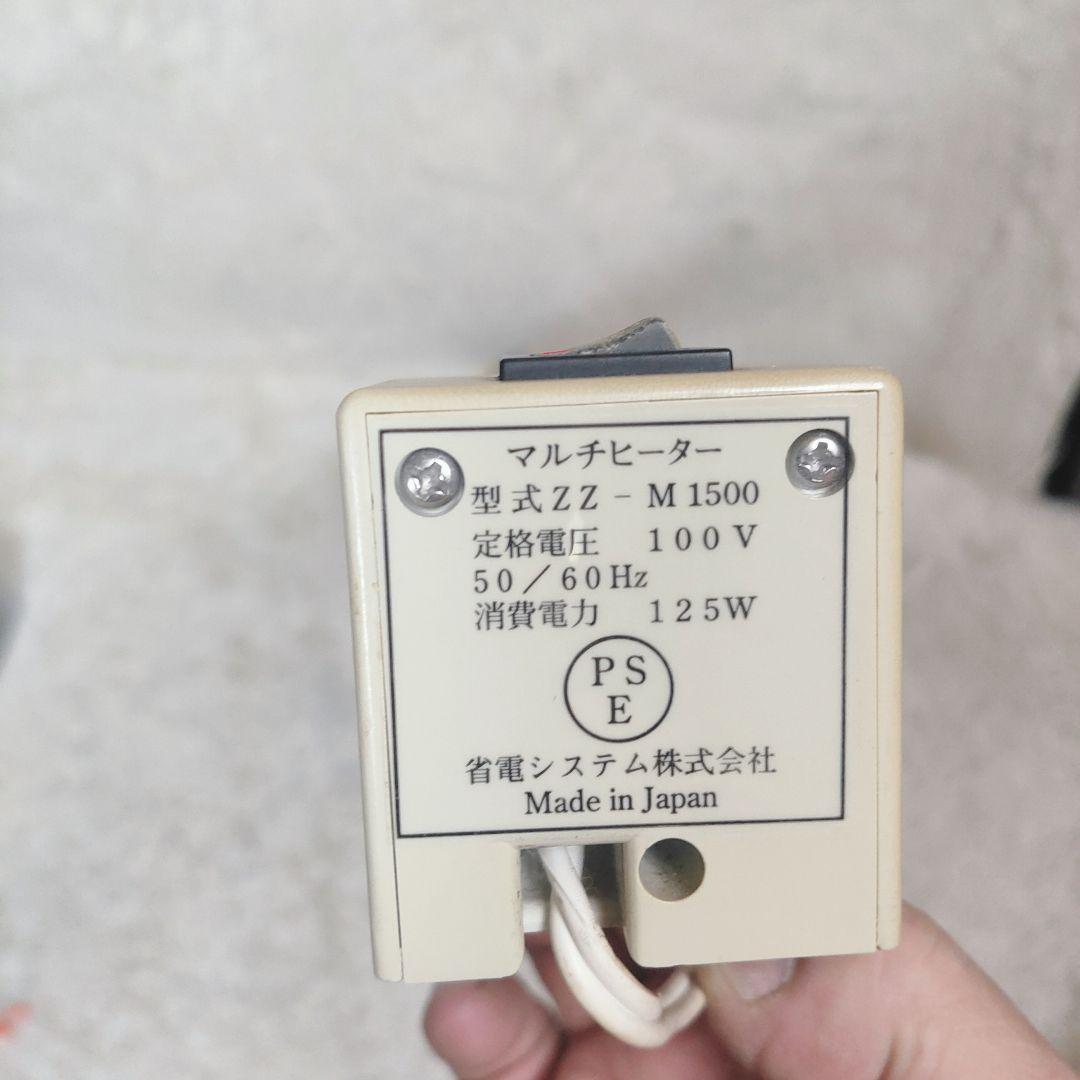 マルチヒーター
型式ZZ－M1500
定格電圧　100V
50／60Hz
消費電力　125W
PS
E
省電システム株式会社
Made in Japan